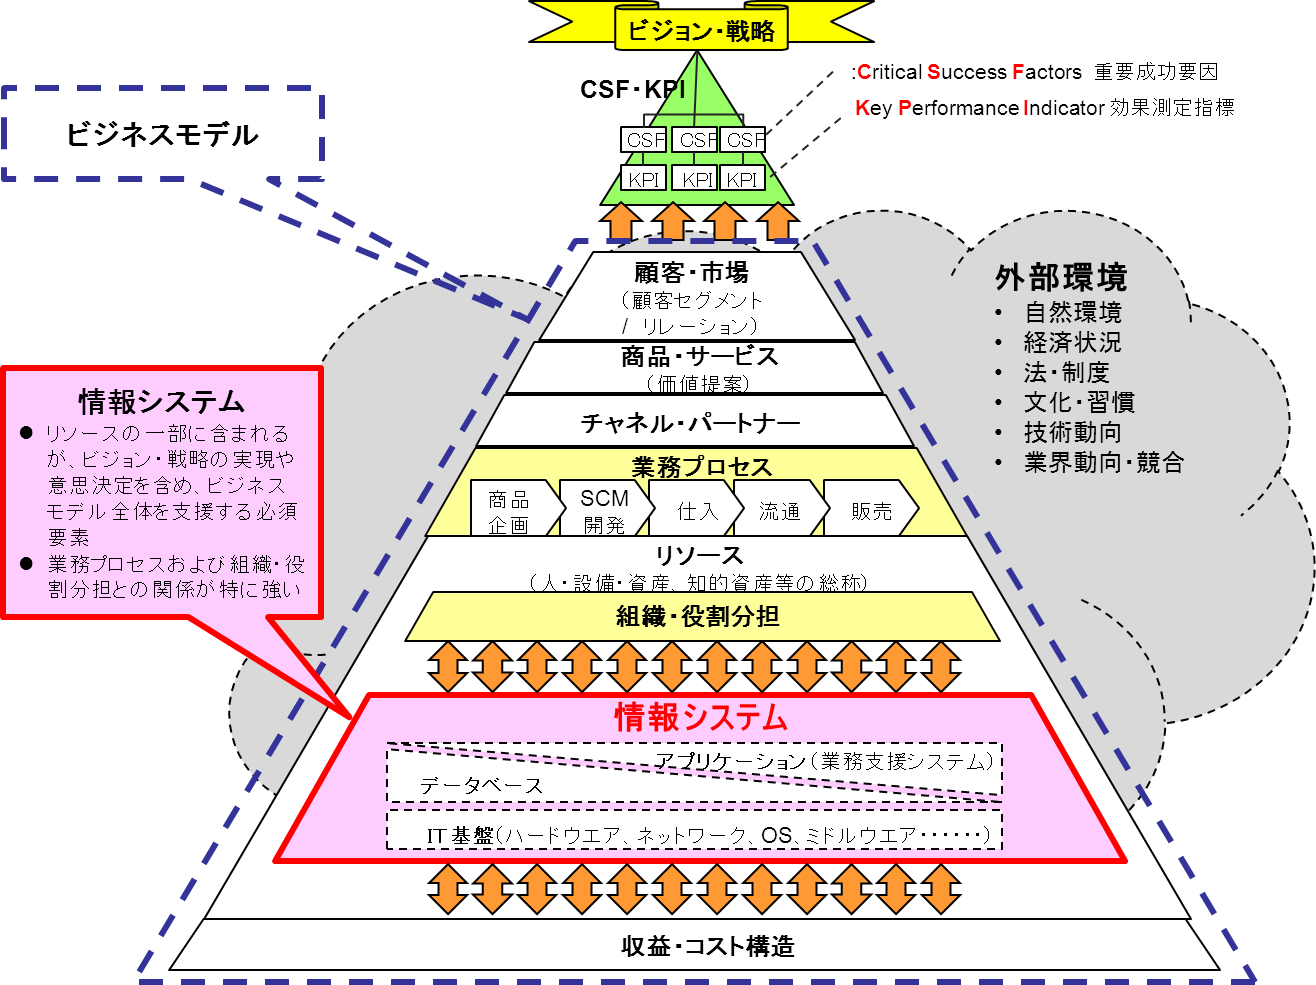 ビジョン・戦略
CSF・KPI
:Critical Success Factors 重要成功要因
Key Performance Indicator 効果測定指標
CSF CSF CSF
KPI KPI KPI
ビジネスモデル
顧客・市場
（顧客セグメント
/ リレーション）
商品・サービス
（価値提案）
チャネル・パートナー
業務プロセス
商品
企画
SCM
開発
仕入
流通
販売
リソース
（人・設備・資産、知的資産等の総称）
組織・役割分担
外部環境
• 自然環境
• 経済状況
• 法・制度
• 文化・習慣
• 技術動向
• 業界動向・競合
情報システム
● リソースの一部に含まれる
が、ビジョン・戦略の実現や
意思決定を含め、ビジネス
モデル全体を支援する必須
要素
● 業務プロセスおよび組織・役
割分担との関係が特に強い
情報システム
アプリケーション（業務支援システム）
データベース
IT基盤（ハードウエア、ネットワーク、OS、ミドルウエア・・・・・・）
収益・コスト構造